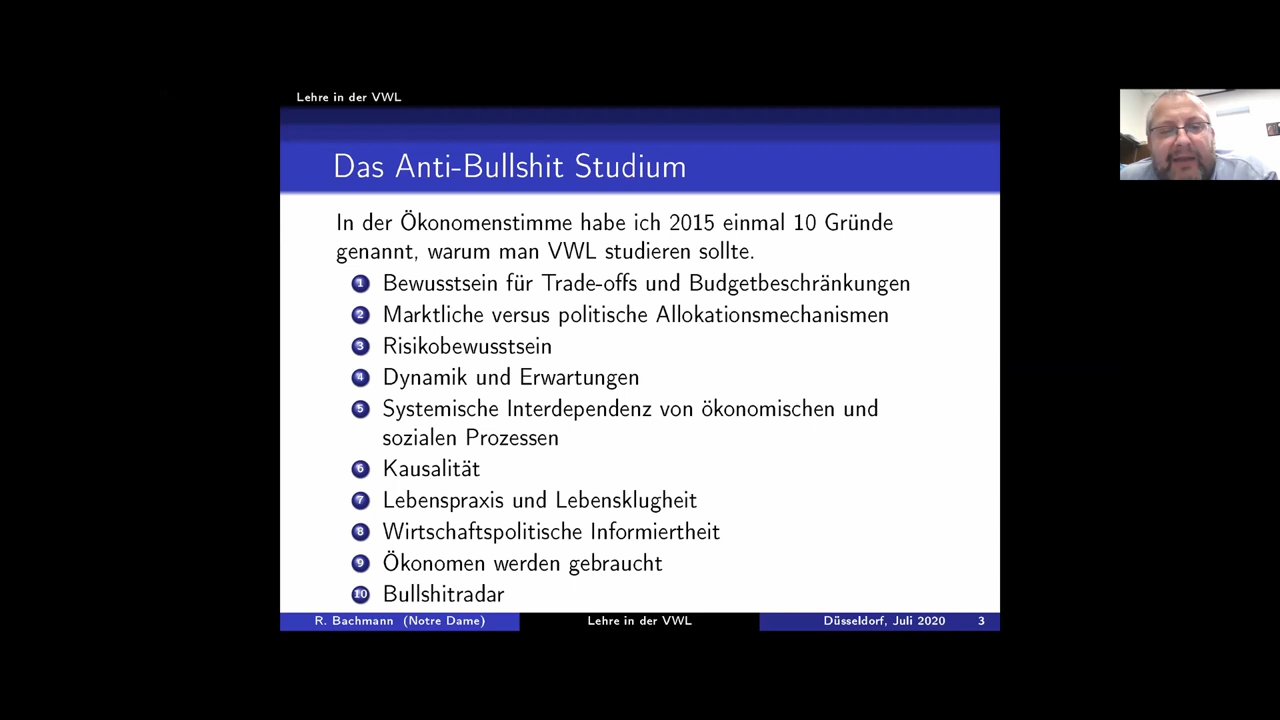 Lehre in der VWL
Das Anti-Bullshit Studium
In der Ökonomenstimme habe ich 2015 einmal 10 Gründe
genannt, warum man VWL studieren sollte.
1 Bewusstsein für Trade-offs und Budgetbeschränkungen
2 Marktliche versus politische Allokationsmechanismen
3 Risikobewusstsein
4 Dynamik und Erwartungen
5 Systemische Interdependenz von ökonomischen und
sozialen Prozessen
6 Kausalität
7 Lebenspraxis und Lebensklugheit
8 Wirtschaftspolitische Informiertheit
9 Ökonomen werden gebraucht
10 Bullshitradar
R. Bachmann (Notre Dame) Lehre in der VWL Düsseldorf, Juli 2020 3